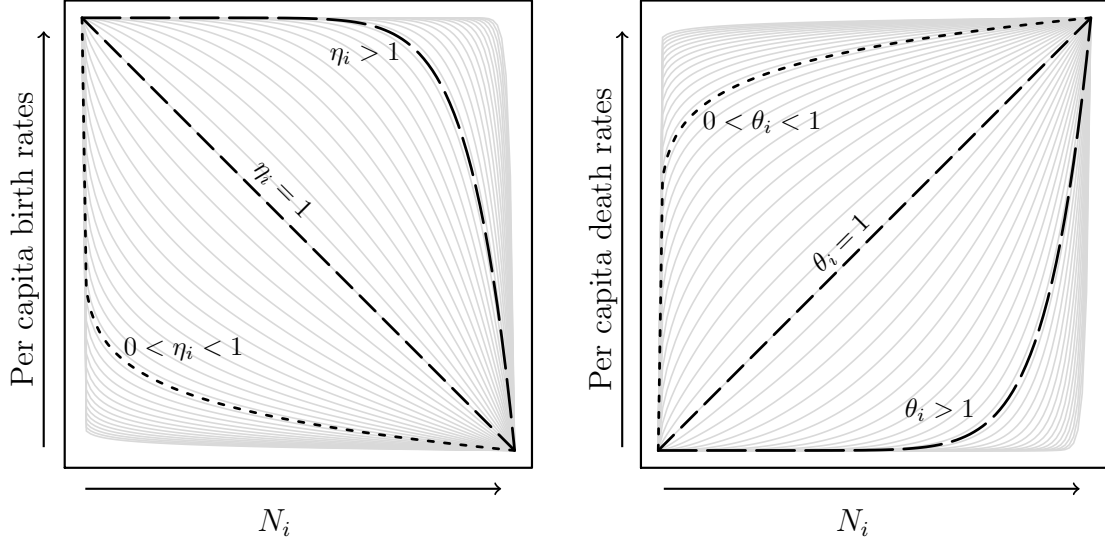 Per capita birth rates
η_i > 1
η_i = 1
0 < η_i < 1
N_i
Per capita death rates
0 < θ_i < 1
θ_i = 1
θ_i > 1
N_i